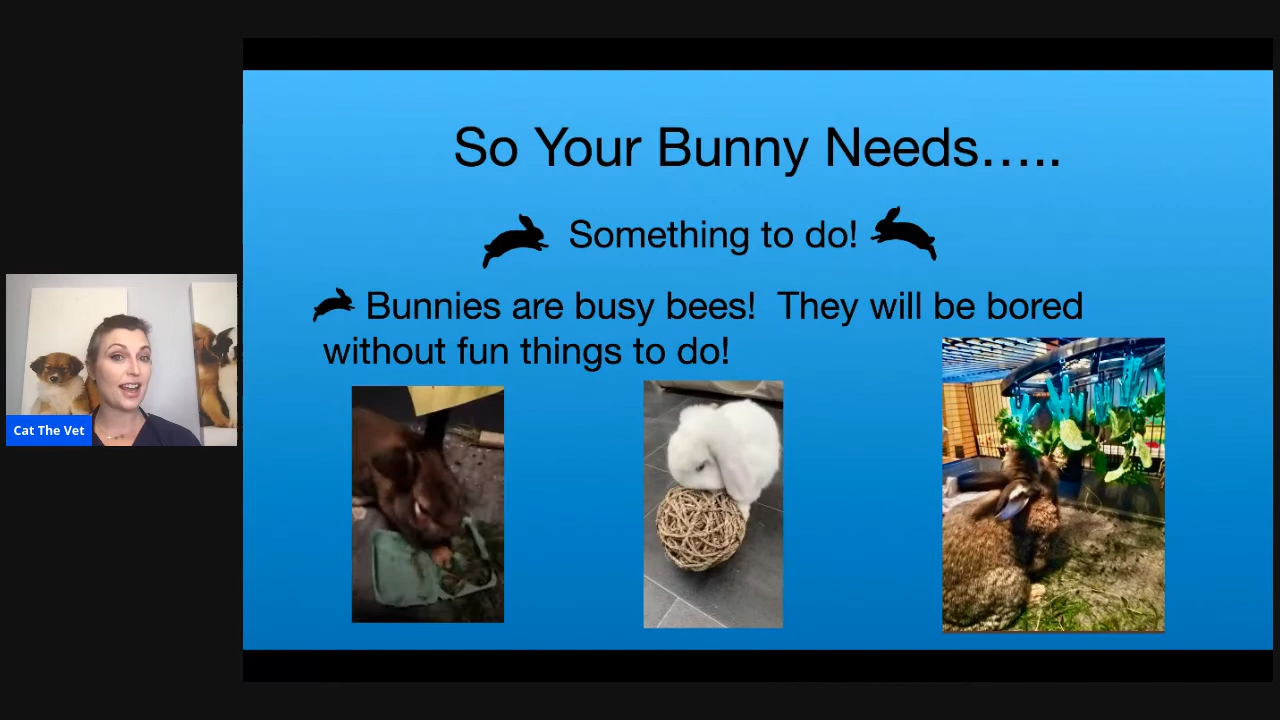 So Your Bunny Needs.....
Something to do!
Bunnies are busy bees!  They will be bored
without fun things to do!
Cat The Vet